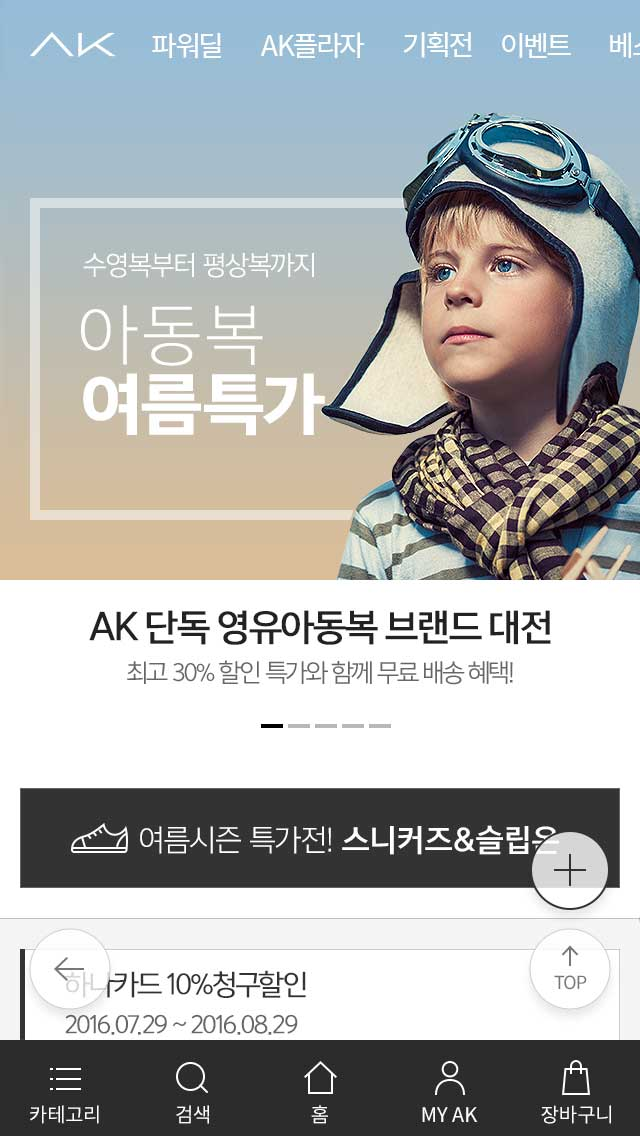 AK 파워딜 AK플라자 기획전 이벤트
수영복부터 평상복까지
아동복
여름특가
AK 단독 영유아동복 브랜드 대전
최고 30% 할인 특가와 함께 무료 배송 혜택!
여름시즌 특가전! 스니커즈&슬립온
하나카드 10%청구할인
TOP
2016.07.29 ~ 2016.08.29
카테고리 검색 홈 MY AK 장바구니